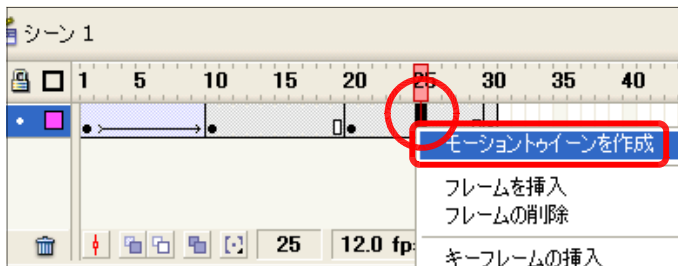 シーン 1
1 5 10 15 20 25 30 35 40
モーショントゥイーンを作成
フレームを挿入
フレームの削除
25 12.0 fp
キーフレームの挿入